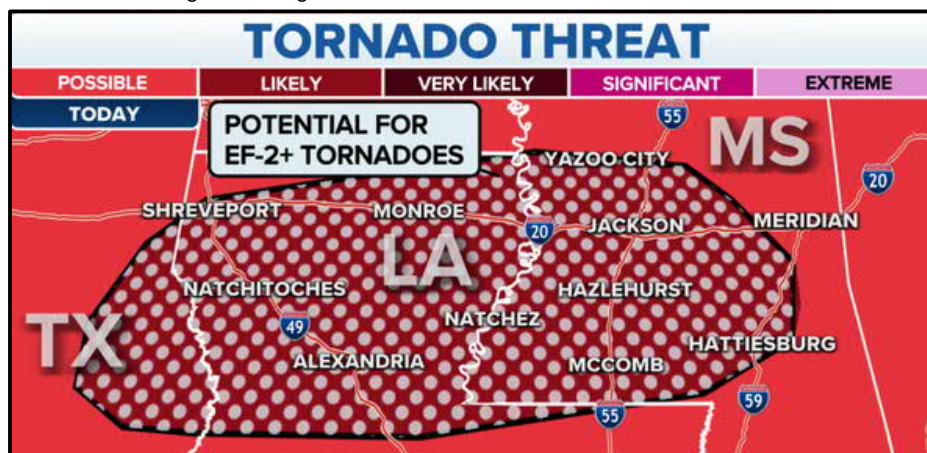 TORNADO THREAT
POSSIBLE LIKELY VERY LIKELY SIGNIFICANT EXTREME
TODAY
POTENTIAL FOR
EF-2+ TORNADOES
55
MS
YAZOO CITY
20
SHREVEPORT MONROE JACKSON MERIDIAN
20
LA
NATCHITOCHES HAZLEHURST
NATCHEZ
TX
49
HATTIESBURG
ALEXANDRIA MCCOMB
59
55